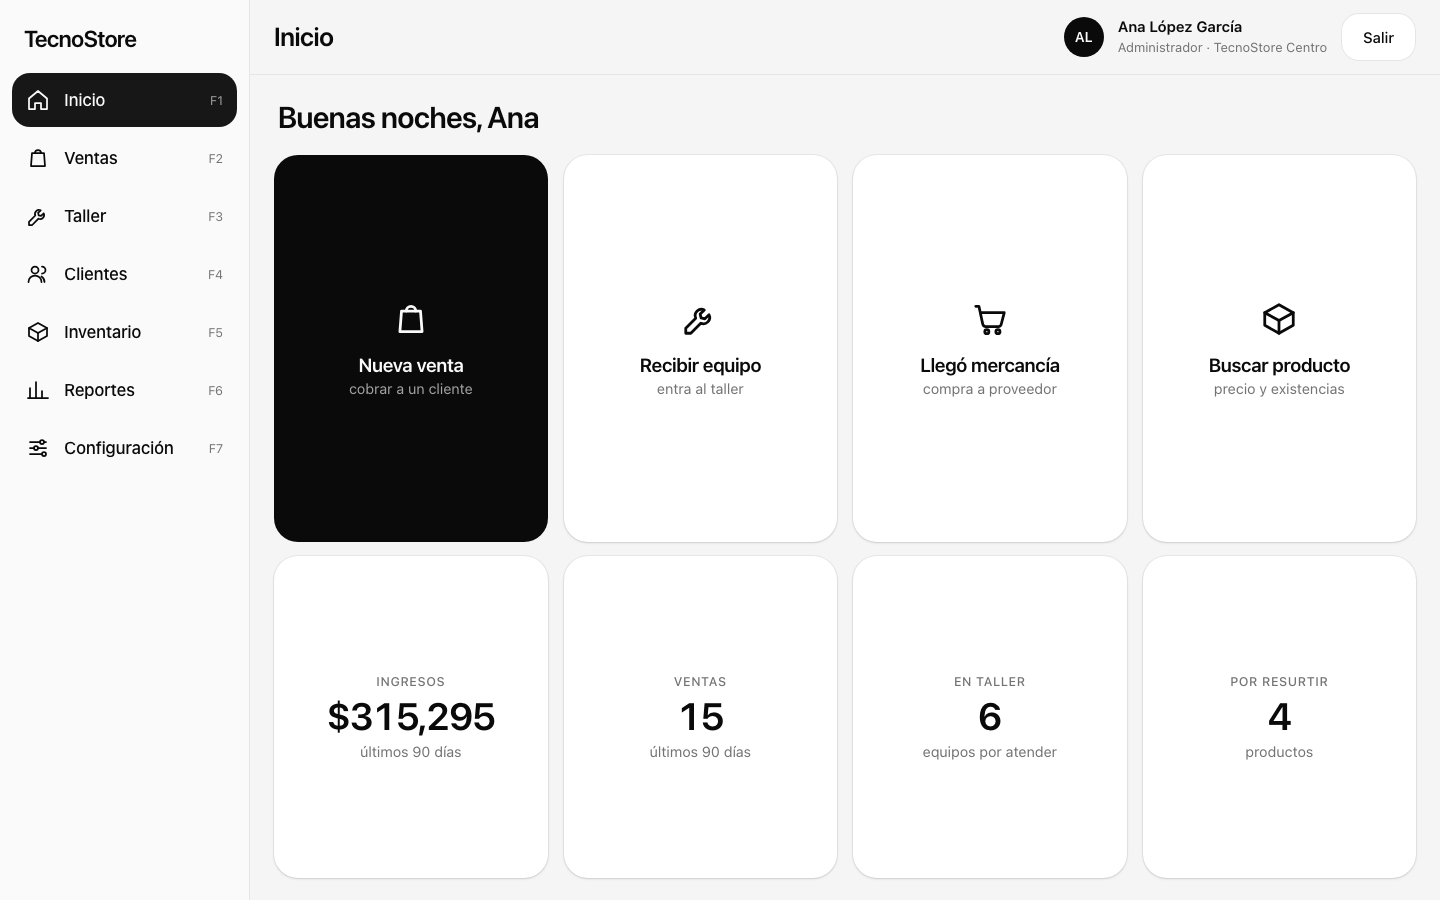 TecnoStore
Inicio F1
Ventas F2
Taller F3
Clientes F4
Inventario F5
Reportes F6
Configuración F7
Inicio
AL
Ana López García
Administrador · TecnoStore Centro
Salir
Buenas noches, Ana
Nueva venta
cobrar a un cliente
Recibir equipo
entra al taller
Llegó mercancía
compra a proveedor
Buscar producto
precio y existencias
INGRESOS
$315,295
últimos 90 días
VENTAS
15
últimos 90 días
EN TALLER
6
equipos por atender
POR RESURTIR
4
productos